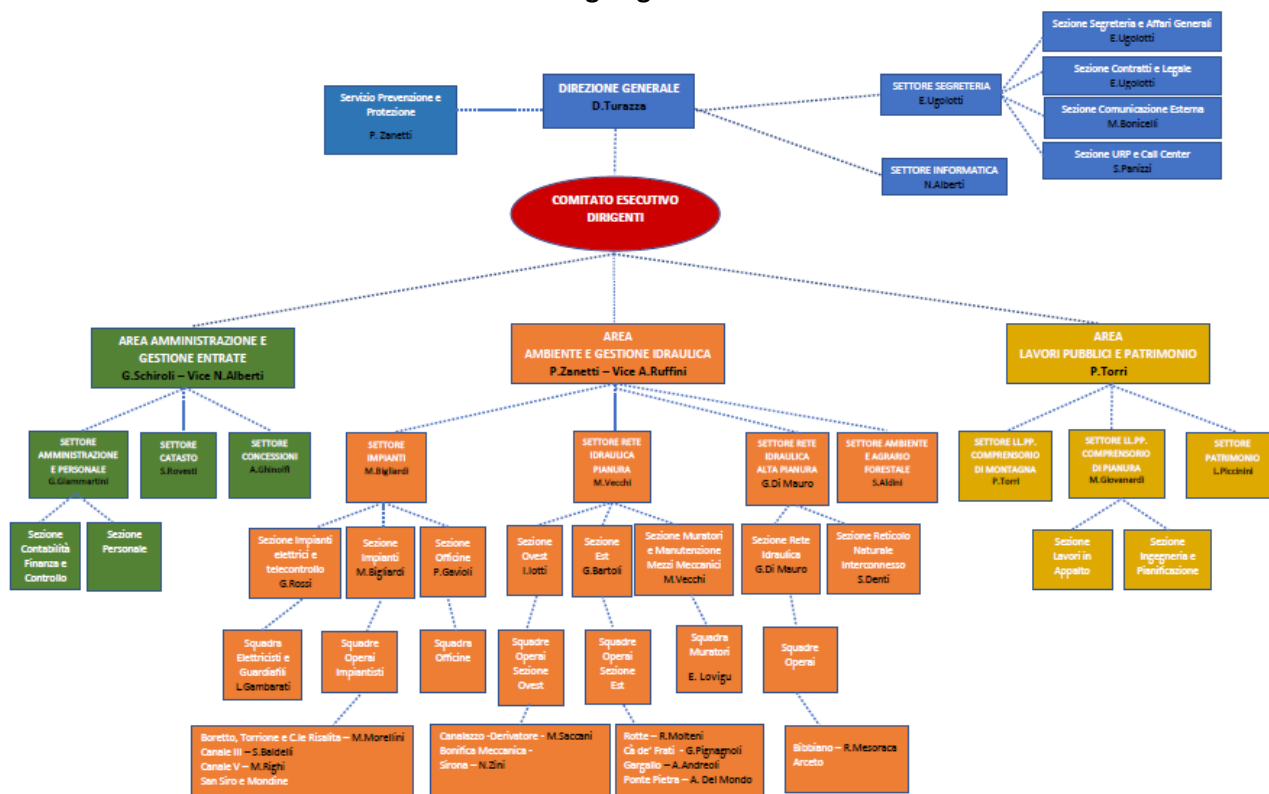 Sezione Segreteria e Affari Generali
E.Ugolotti
Sezione Contratti e Legale
E.Ugolotti
Sezione Comunicazione Esterna
M.Bonicelli
Sezione URP e Call Center
S.Panizzi
SETTORE SEGRETERIA
E.Ugolotti
SETTORE INFORMATICA
N.Alberti
DIREZIONE GENERALE
D.Turazza
Servizio Prevenzione e
Protezione
P. Zanetti
COMITATO ESECUTIVO
DIRIGENTI
AREA AMMINISTRAZIONE E
GESTIONE ENTRATE
G.Schiroli – Vice N.Alberti
AREA
AMBIENTE E GESTIONE IDRAULICA
P.Zanetti – Vice A.Ruffini
AREA
LAVORI PUBBLICI E PATRIMONIO
P.Torri
SETTORE
AMMINISTRAZIONE
E PERSONALE
G.Giammartini
SETTORE
CATASTO
S.Rovesti
SETTORE
CONCESSIONI
A.Ghinolfi
SETTORE
IMPIANTI
M.Bigliardi
SETTORE RETE
IDRAULICA
PIANURA
M.Vecchi
SETTORE RETE
IDRAULICA
ALTA PIANURA
G.Di Mauro
SETTORE AMBIENTE
E AGRARIO
FORESTALE
S.Aldini
SETTORE LL.PP.
COMPRENSORIO
DI MONTAGNA
P.Torri
SETTORE LL.PP.
COMPRENSORIO
DI PIANURA
M.Giovanardi
SETTORE
PATRIMONIO
L.Piccinini
Sezione
Contabilità
Finanza e
Controllo
Sezione
Personale
Sezione Impianti
elettrici e
telecontrollo
G.Rossi
Sezione
Impianti
M.Bigliardi
Sezione
Officine
P.Gavioli
Sezione
Ovest
I.Iotti
Sezione
Est
G.Bartoli
Sezione Muratori
e Manutenzione
Mezzi Meccanici
M.Vecchi
Sezione Rete
Idraulica
G.Di Mauro
Sezione Reticolo
Naturale
Interconnesso
S.Denti
Sezione
Lavori in
Appalto
Sezione
Ingegneria e
Pianificazione
Squadra
Elettricisti e
Guardiafili
L.Gambarati
Squadre
Operai
Impiantisti
Squadra
Officine
Squadre
Operai
Sezione
Ovest
Squadre
Operai
Sezione
Est
Squadra
Muratori
E. Lovigu
Squadre
Operai
Boretto, Torrione e C.le Risalita – M.Morellini
Canale III – S.Baldelli
Canale V – M.Righi
San Siro e Mondine
Canalazzo -Derivatore - M.Saccani
Bonifica Meccanica -
Sirona – N.Zini
Rotte – R.Molteni
Cà de' Frati - G.Pignagnoli
Gargallo – A.Andreoli
Ponte Pietra – A. Del Mondo
Bibbiano – R.Mesoraca
Arceto